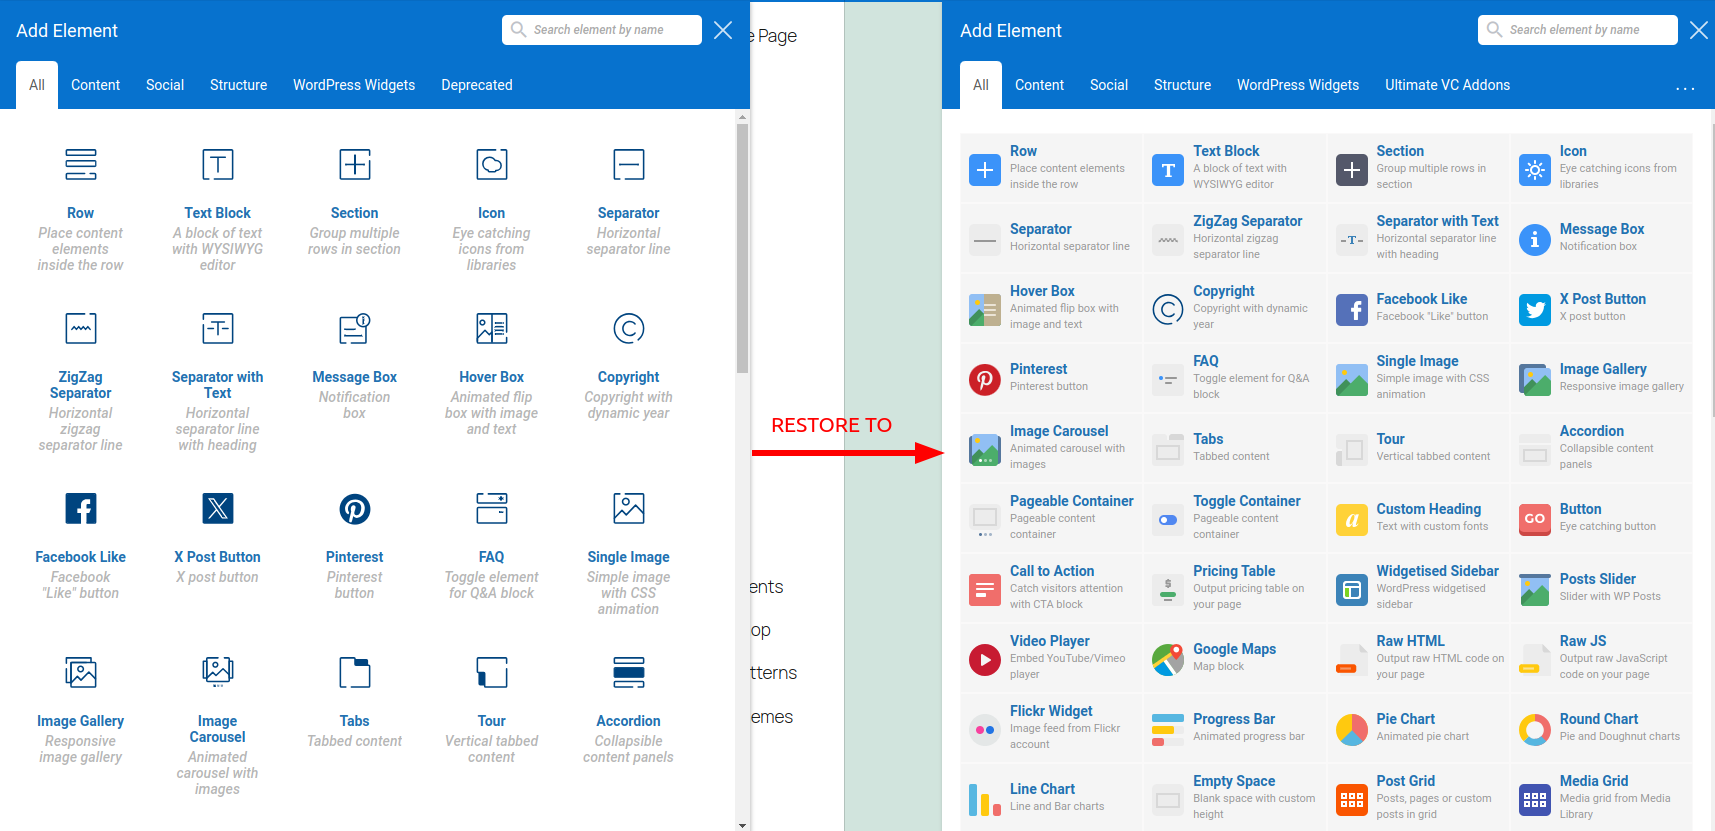 Add Element
Search element by name
All
Content
Social
Structure
WordPress Widgets
Deprecated
Row
Place content
elements
inside the row
Text Block
A block of text
with WYSIWYG
editor
Section
Group multiple
rows in section
Icon
Eye catching
icons from
libraries
Separator
Horizontal
separator line
ZigZag
Separator
Horizontal
zigzag
separator line
Separator with
Text
Horizontal
separator line
with heading
Message Box
Notification
box
Hover Box
Animated flip
box with image
and text
Copyright
Copyright with
dynamic year
Facebook Like
Facebook
"Like" button
X Post Button
X post button
Pinterest
Pinterest
button
FAQ
Toggle element
for Q&A block
Single Image
Simple image
with CSS
animation
Image Gallery
Responsive
image gallery
Image
Carousel
Animated
carousel with
images
Tabs
Tabbed content
Tour
Vertical tabbed
content
Accordion
Collapsible
content panels
e Page
RESTORE TO
ents
op
tterns
emes
Add Element
Search element by name
All
Content
Social
Structure
WordPress Widgets
Ultimate VC Addons
...
Row
Place content elements
inside the row
Text Block
A block of text with
WYSIWYG editor
Section
Group multiple rows in
section
Icon
Eye catching icons from
libraries
Separator
Horizontal separator line
ZigZag Separator
Horizontal zigzag
separator line
Separator with Text
Horizontal separator line
with heading
Message Box
Notification box
Hover Box
Animated flip box with
image and text
Copyright
Copyright with dynamic
year
Facebook Like
Facebook "Like" button
X Post Button
X post button
Pinterest
Pinterest button
FAQ
Toggle element for Q&A
block
Single Image
Simple image with CSS
animation
Image Gallery
Responsive image gallery
Image Carousel
Animated carousel with
images
Tabs
Tabbed content
Tour
Vertical tabbed content
Accordion
Collapsible content
panels
Pageable Container
Pageable content
container
Toggle Container
Pageable content
container
Custom Heading
Text with custom fonts
GO
Button
Eye catching button
Call to Action
Catch visitors attention
with CTA block
Pricing Table
Output pricing table on
your page
Widgetised Sidebar
WordPress widgetised
sidebar
Posts Slider
Slider with WP Posts
Video Player
Embed YouTube/Vimeo
player
Google Maps
Map block
Raw HTML
Output raw HTML code on
your page
Raw JS
Output raw JavaScript
code on your page
Flickr Widget
Image feed from Flickr
account
Progress Bar
Animated progress bar
Pie Chart
Animated pie chart
Round Chart
Pie and Doughnut charts
Line Chart
Line and Bar charts
Empty Space
Blank space with custom
height
Post Grid
Posts, pages or custom
posts in grid
Media Grid
Media grid from Media
Library